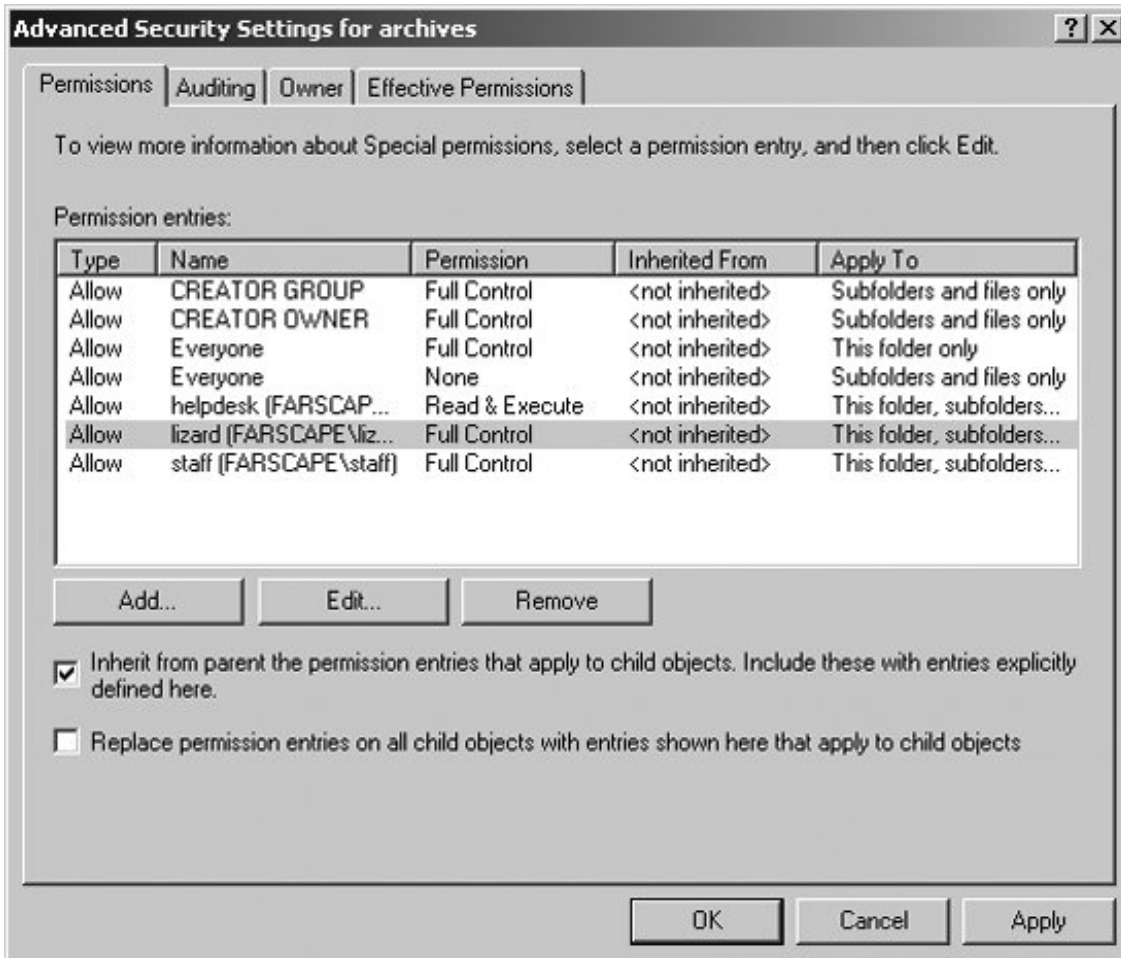 Advanced Security Settings for archives
Permissions Auditing Owner Effective Permissions
To view more information about Special permissions, select a permission entry, and then click Edit.
Permission entries:
Type Name Permission Inherited From Apply To
Allow CREATOR GROUP Full Control <not inherited> Subfolders and files only
Allow CREATOR OWNER Full Control <not inherited> Subfolders and files only
Allow Everyone Full Control <not inherited> This folder only
Allow Everyone None <not inherited> Subfolders and files only
Allow helpdesk (FARSCAP... Read & Execute <not inherited> This folder, subfolders...
Allow lizard (FARSCAPE\liz... Full Control <not inherited> This folder, subfolders...
Allow staff (FARSCAPE\staff) Full Control <not inherited> This folder, subfolders...
Add... Edit... Remove
Inherit from parent the permission entries that apply to child objects. Include these with entries explicitly
defined here.
Replace permission entries on all child objects with entries shown here that apply to child objects
OK Cancel Apply